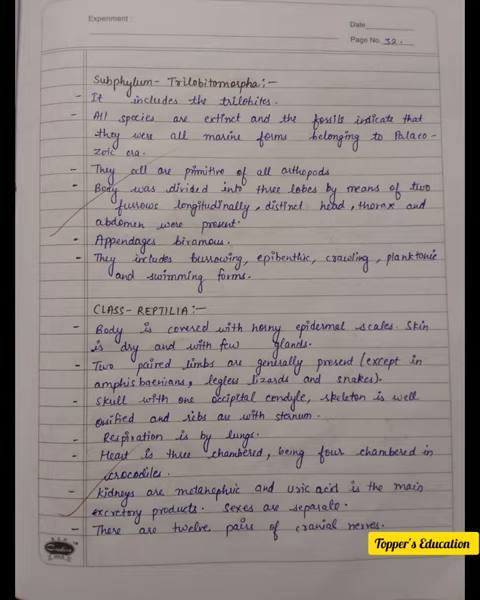 Experiment :
Date
Page No. 32.
Subphylum- Trilobitomorpha:-
- It includes the trilobites.
- All species are extinct and the fossils indicate that
they were all marine forms belonging to Palaeo-
zoic era.
- They all are primitive of all arthopods
- Body was divided into three lobes by means of two
furrows longitudinally, distinct head, thorax and
abdomen were present.
- Appendages biramous.
- They includes burrowing, epibenthic, crawling, planktonic
and swimming forms.
CLASS- REPTILIA:-
- Body is covered with horny epidermal scales. Skin
is dry and with few glands.
- Two paired limbs are generally present (except in
amphisbaenians, legless lizards and snakes).
- Skull with one occipital condyle, skeleton is well
ossified and ribs are with sternum.
- Respiration is by lungs.
- Heart is three chambered, being four chambered in
crocodiles.
- Kidneys are metanephric and uric acid is the main
excretory products. Sexes are separate.
- There are twelve pairs of cranial nerves.
Topper's Education